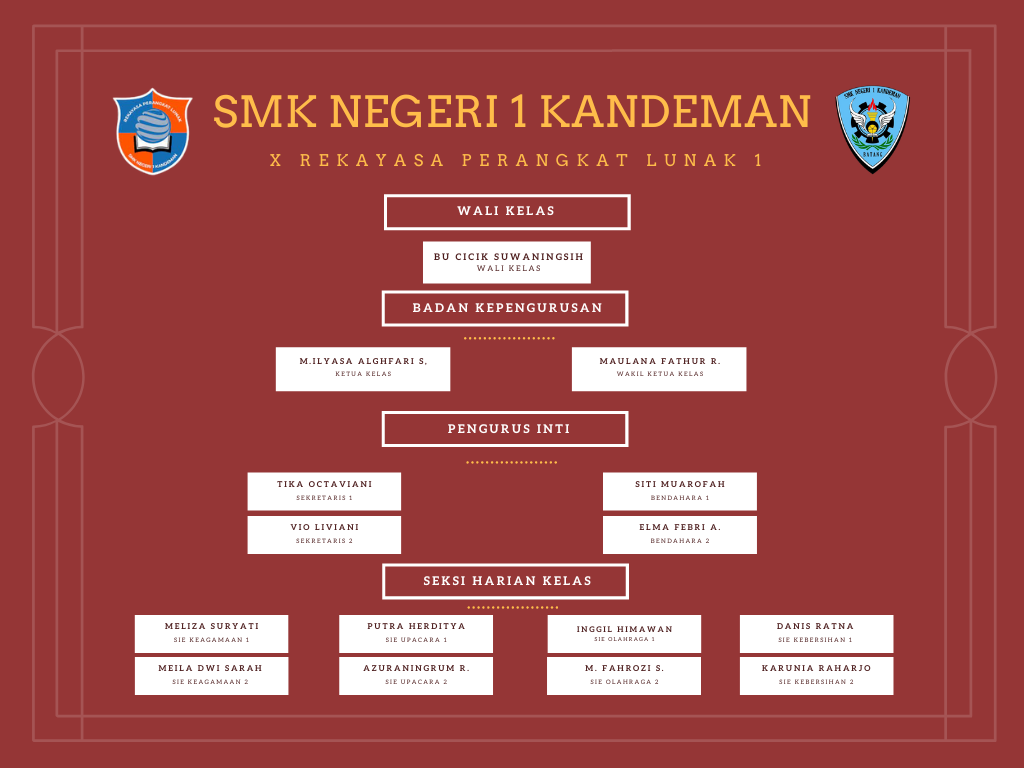 SMK NEGERI 1 KANDEMAN
X REKAYASA PERANGKAT LUNAK 1
REKAYASA PERANGKAT LUNAK
SMK NEGERI 1 KANDEMAN
SMK NEGERI 1 KANDEMAN
BATANG
WALI KELAS
BU CICIK SUWANINGSIH
WALI KELAS
BADAN KEPENGURUSAN
M.ILYASA ALGHFARI S,
KETUA KELAS
MAULANA FATHUR R.
WAKIL KETUA KELAS
PENGURUS INTI
TIKA OCTAVIANI
SEKRETARIS 1
SITI MUAROFAH
BENDAHARA 1
VIO LIVIANI
SEKRETARIS 2
ELMA FEBRI A.
BENDAHARA 2
SEKSI HARIAN KELAS
MELIZA SURYATI
SIE KEAGAMAAN 1
PUTRA HERDITYA
SIE UPACARA 1
INGGIL HIMAWAN
SIE OLAHRAGA 1
DANIS RATNA
SIE KEBERSIHAN 1
MEILA DWI SARAH
SIE KEAGAMAAN 2
AZURANINGRUM R.
SIE UPACARA 2
M. FAHROZI S.
SIE OLAHRAGA 2
KARUNIA RAHARJO
SIE KEBERSIHAN 2